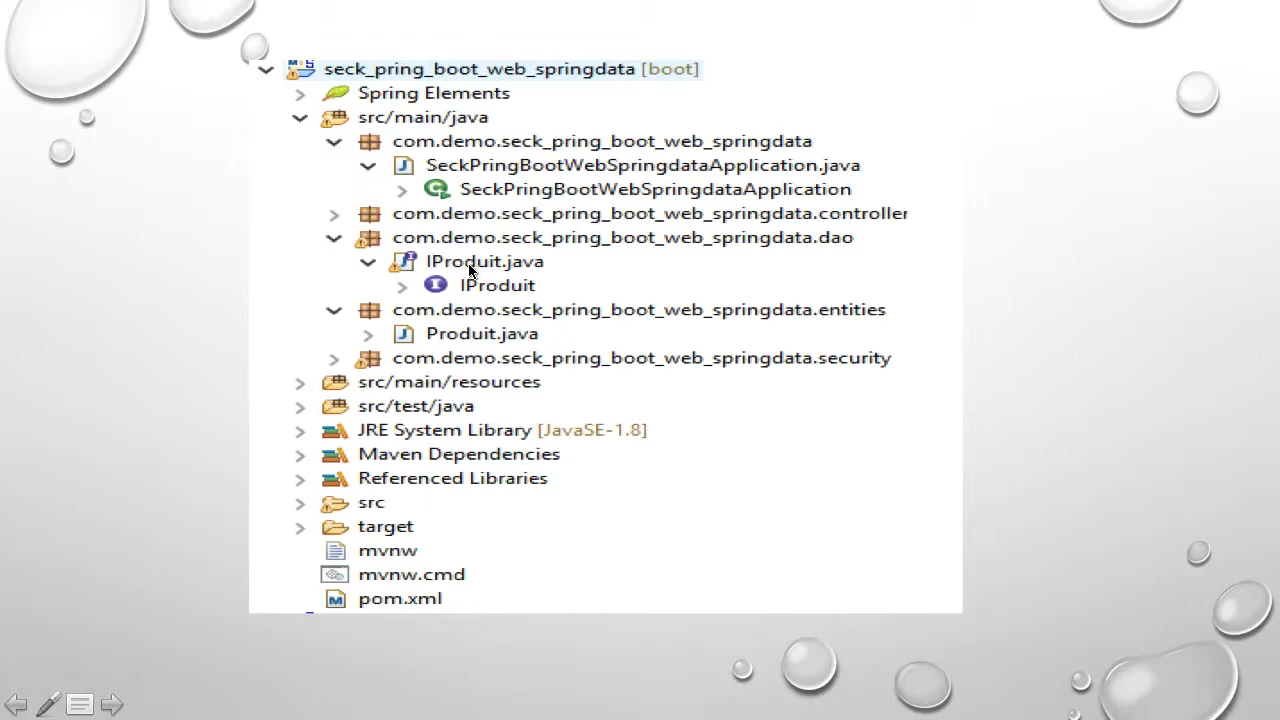 seck_pring_boot_web_springdata [boot]
Spring Elements
src/main/java
com.demo.seck_pring_boot_web_springdata
SeckPringBootWebSpringdataApplication.java
SeckPringBootWebSpringdataApplication
com.demo.seck_pring_boot_web_springdata.controller
com.demo.seck_pring_boot_web_springdata.dao
IProduit.java
IProduit
com.demo.seck_pring_boot_web_springdata.entities
Produit.java
com.demo.seck_pring_boot_web_springdata.security
src/main/resources
src/test/java
JRE System Library [JavaSE-1.8]
Maven Dependencies
Referenced Libraries
src
target
mvnw
mvnw.cmd
pom.xml